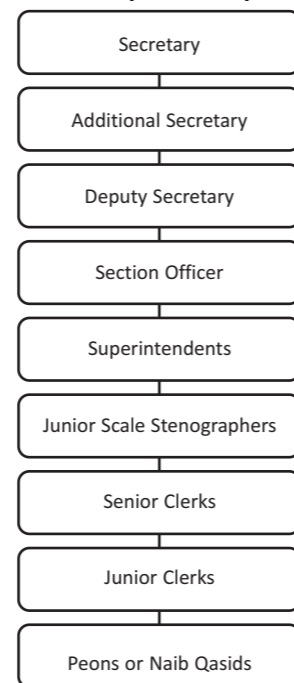 Secretary
Additional Secretary
Deputy Secretary
Section Officer
Superintendents
Junior Scale Stenographers
Senior Clerks
Junior Clerks
Peons or Naib Qasids